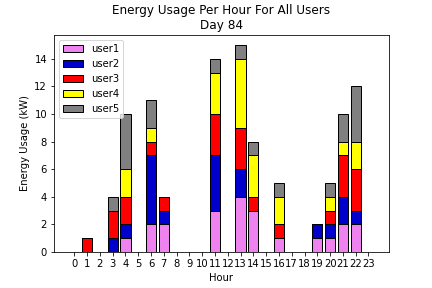 Energy Usage Per Hour For All Users
Day 84
user1
user2
user3
user4
user5
Energy Usage (kW)
14
12
10
8
6
4
2
0
0 1 2 3 4 5 6 7 8 9 10 11 12 13 14 15 16 17 18 19 20 21 22 23
Hour